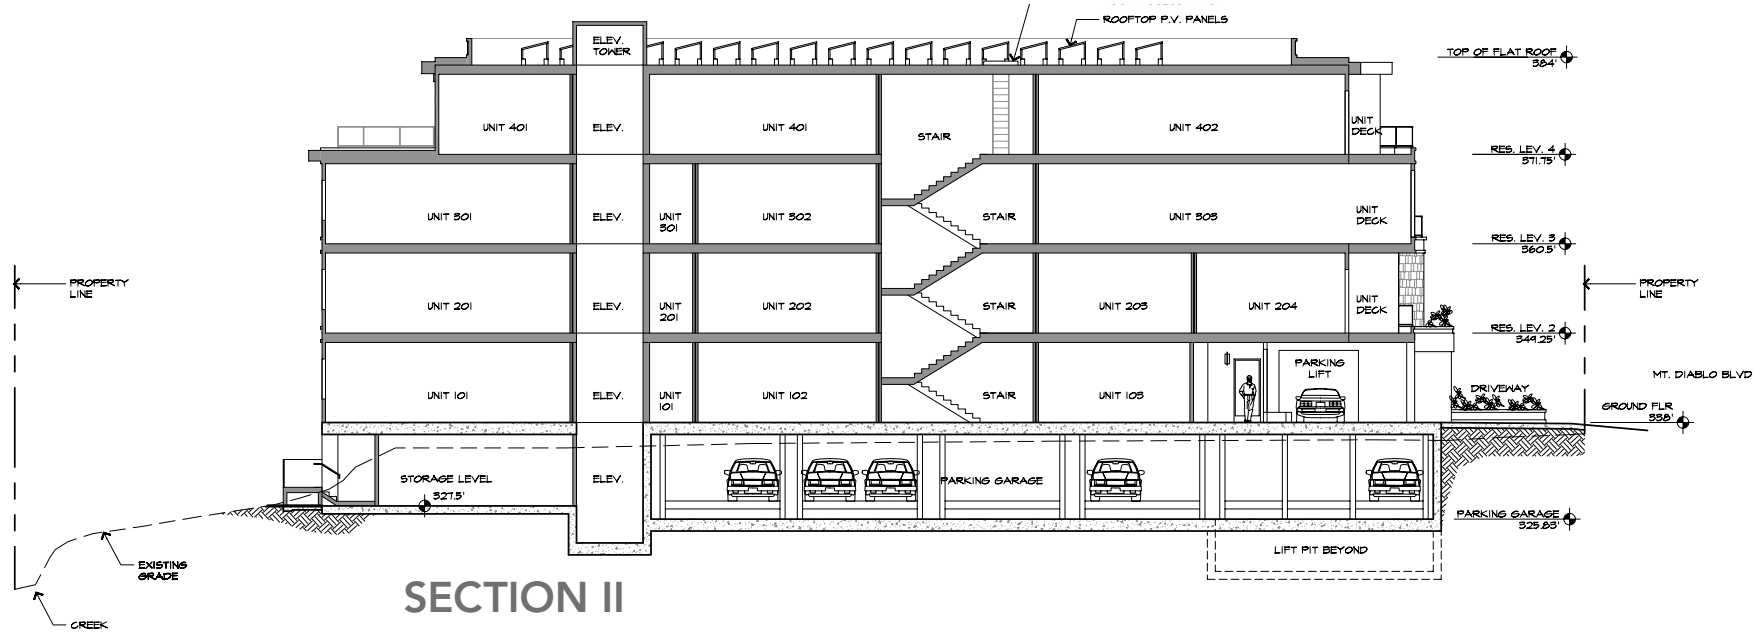 ROOFTOP P.V. PANELS
ELEV.
TOWER
TOP OF FLAT ROOF
384'
UNIT 401
ELEV.
UNIT 401
STAIR
UNIT 402
UNIT
DECK
RES. LEV. 4
371.75'
UNIT 301
ELEV.
UNIT
301
UNIT 302
STAIR
UNIT 303
UNIT
DECK
RES. LEV. 3
360.5'
PROPERTY
LINE
UNIT 201
ELEV.
UNIT
201
UNIT 202
STAIR
UNIT 203
UNIT 204
UNIT
DECK
PROPERTY
LINE
RES. LEV. 2
349.25'
PARKING
LIFT
MT. DIABLO BLVD
UNIT 101
ELEV.
UNIT
101
UNIT 102
STAIR
UNIT 103
DRIVEWAY
GROUND FLR
338'
STORAGE LEVEL
327.5'
ELEV.
PARKING GARAGE
PARKING GARAGE
325.83'
LIFT PIT BEYOND
EXISTING
GRADE
CREEK
SECTION II